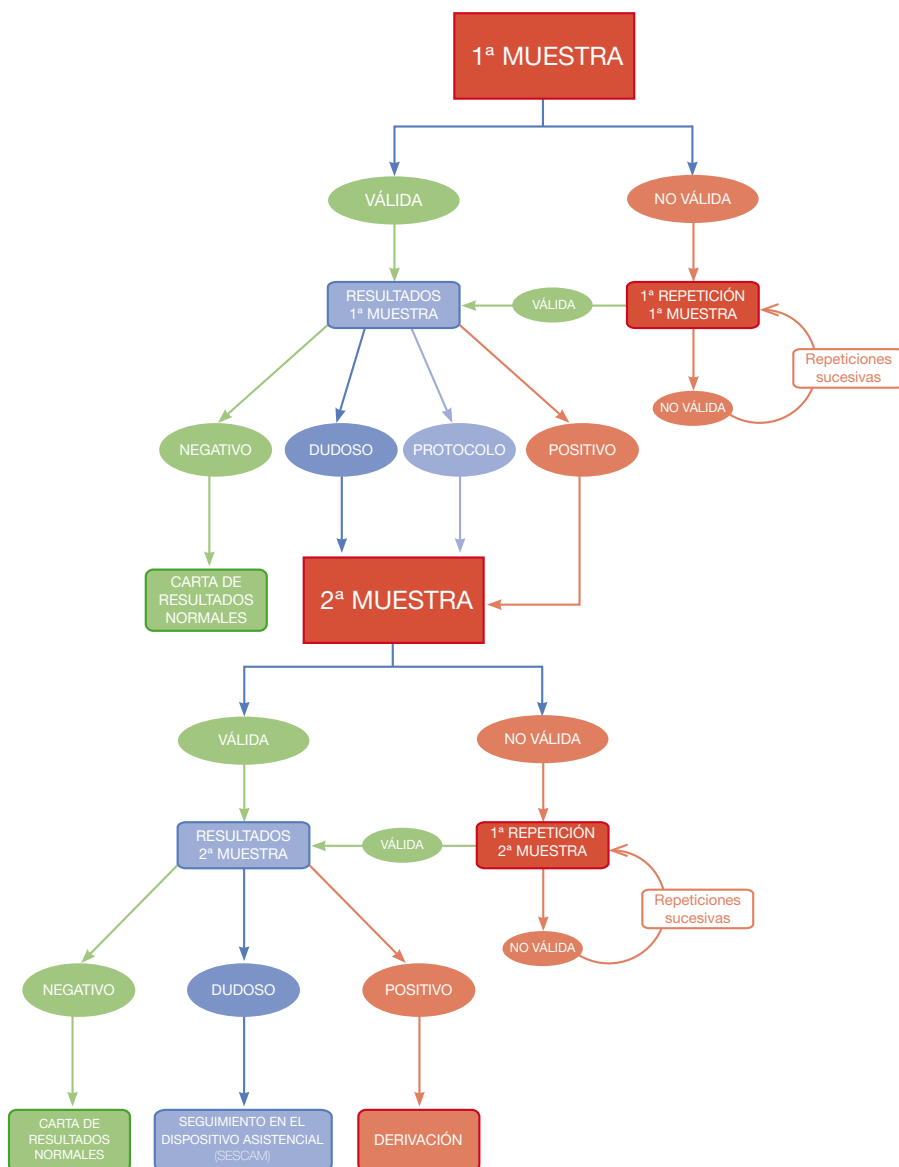 1ª MUESTRA
VÁLIDA
NO VÁLIDA
RESULTADOS
1ª MUESTRA
VÁLIDA
1ª REPETICIÓN
1ª MUESTRA
Repeticiones
sucesivas
NO VÁLIDA
NEGATIVO
DUDOSO
PROTOCOLO
POSITIVO
CARTA DE
RESULTADOS
NORMALES
2ª MUESTRA
VÁLIDA
NO VÁLIDA
RESULTADOS
2ª MUESTRA
VÁLIDA
1ª REPETICIÓN
2ª MUESTRA
Repeticiones
sucesivas
NO VÁLIDA
NEGATIVO
DUDOSO
POSITIVO
CARTA DE
RESULTADOS
NORMALES
SEGUIMIENTO EN EL
DISPOSITIVO ASISTENCIAL
(SESCAM)
DERIVACIÓN